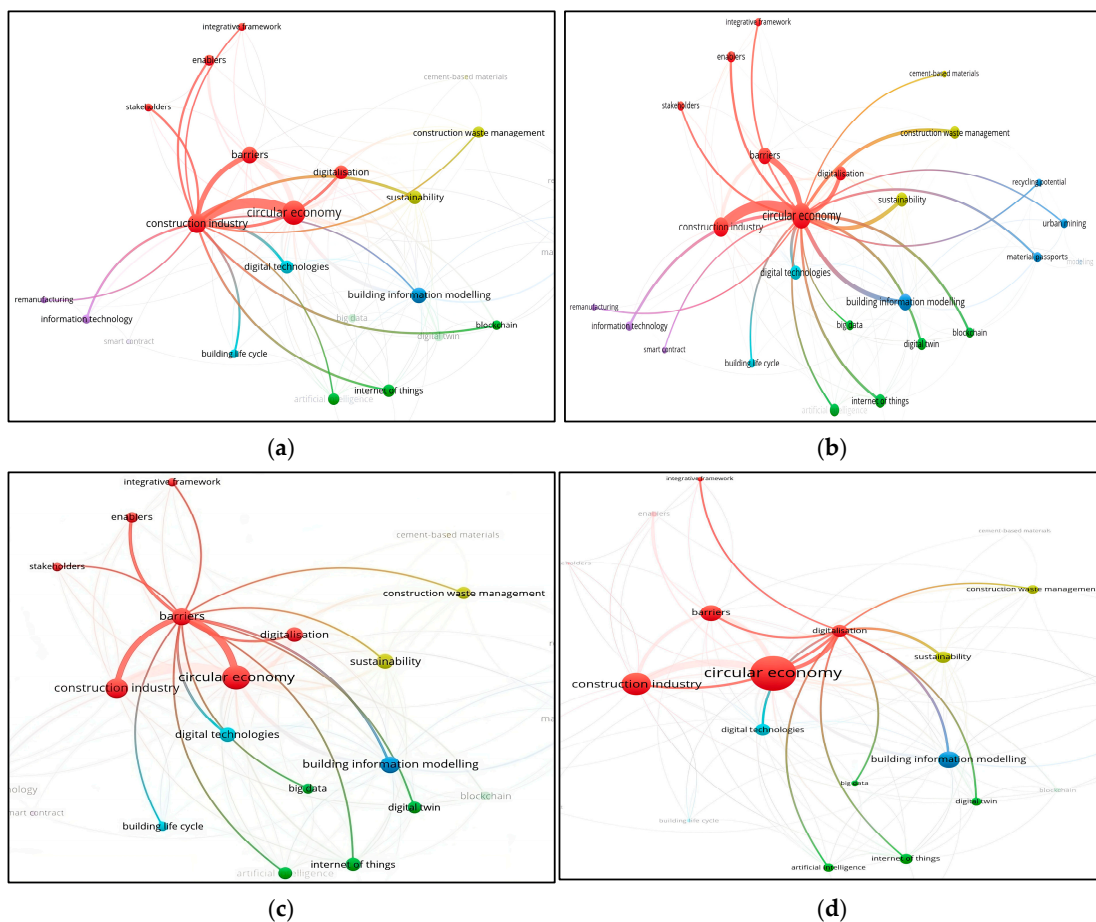 integrative framework
enablers
cement-based materials
stakeholders
construction waste management
barriers
digitalisation
sustainability
circular economy
construction industry
digital technologies
building information modelling
remanufacturing
information technology
big data
blockchain
smart contract
digital twin
building life cycle
internet of things
artificial intelligence
(a)
integrative framework
enablers
cement-based materials
stakeholders
construction waste management
barriers
digitalisation
recycling potential
sustainability
circular economy
urban mining
construction industry
material passports
modeling
digital technologies
building information modelling
remanufacturing
information technology
big data
blockchain
digital twin
smart contract
building life cycle
internet of things
artificial intelligence
(b)
integrative framework
enablers
cement-based materials
stakeholders
construction waste management
barriers
digitalisation
sustainability
circular economy
construction industry
digital technologies
building information modelling
nology
big data
blockchain
digital twin
smart contract
building life cycle
internet of things
artificial intelligence
(c)
integrative framework
enablers
cement-based materials
construction waste management
barriers
digitalisation
sustainability
circular economy
construction industry
digital technologies
building information modelling
big data
blockchain
digital twin
building life cycle
internet of things
artificial intelligence
(d)